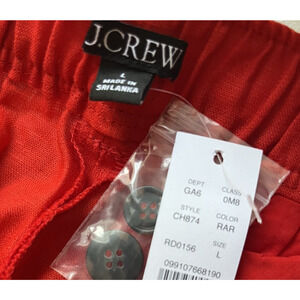 J.CREW
L
MADE IN
SRI LANKA
DEPT CLASS
GA6 0M8
STYLE COLOR
CH874 RAR
RD0156 SIZE L
099107668190